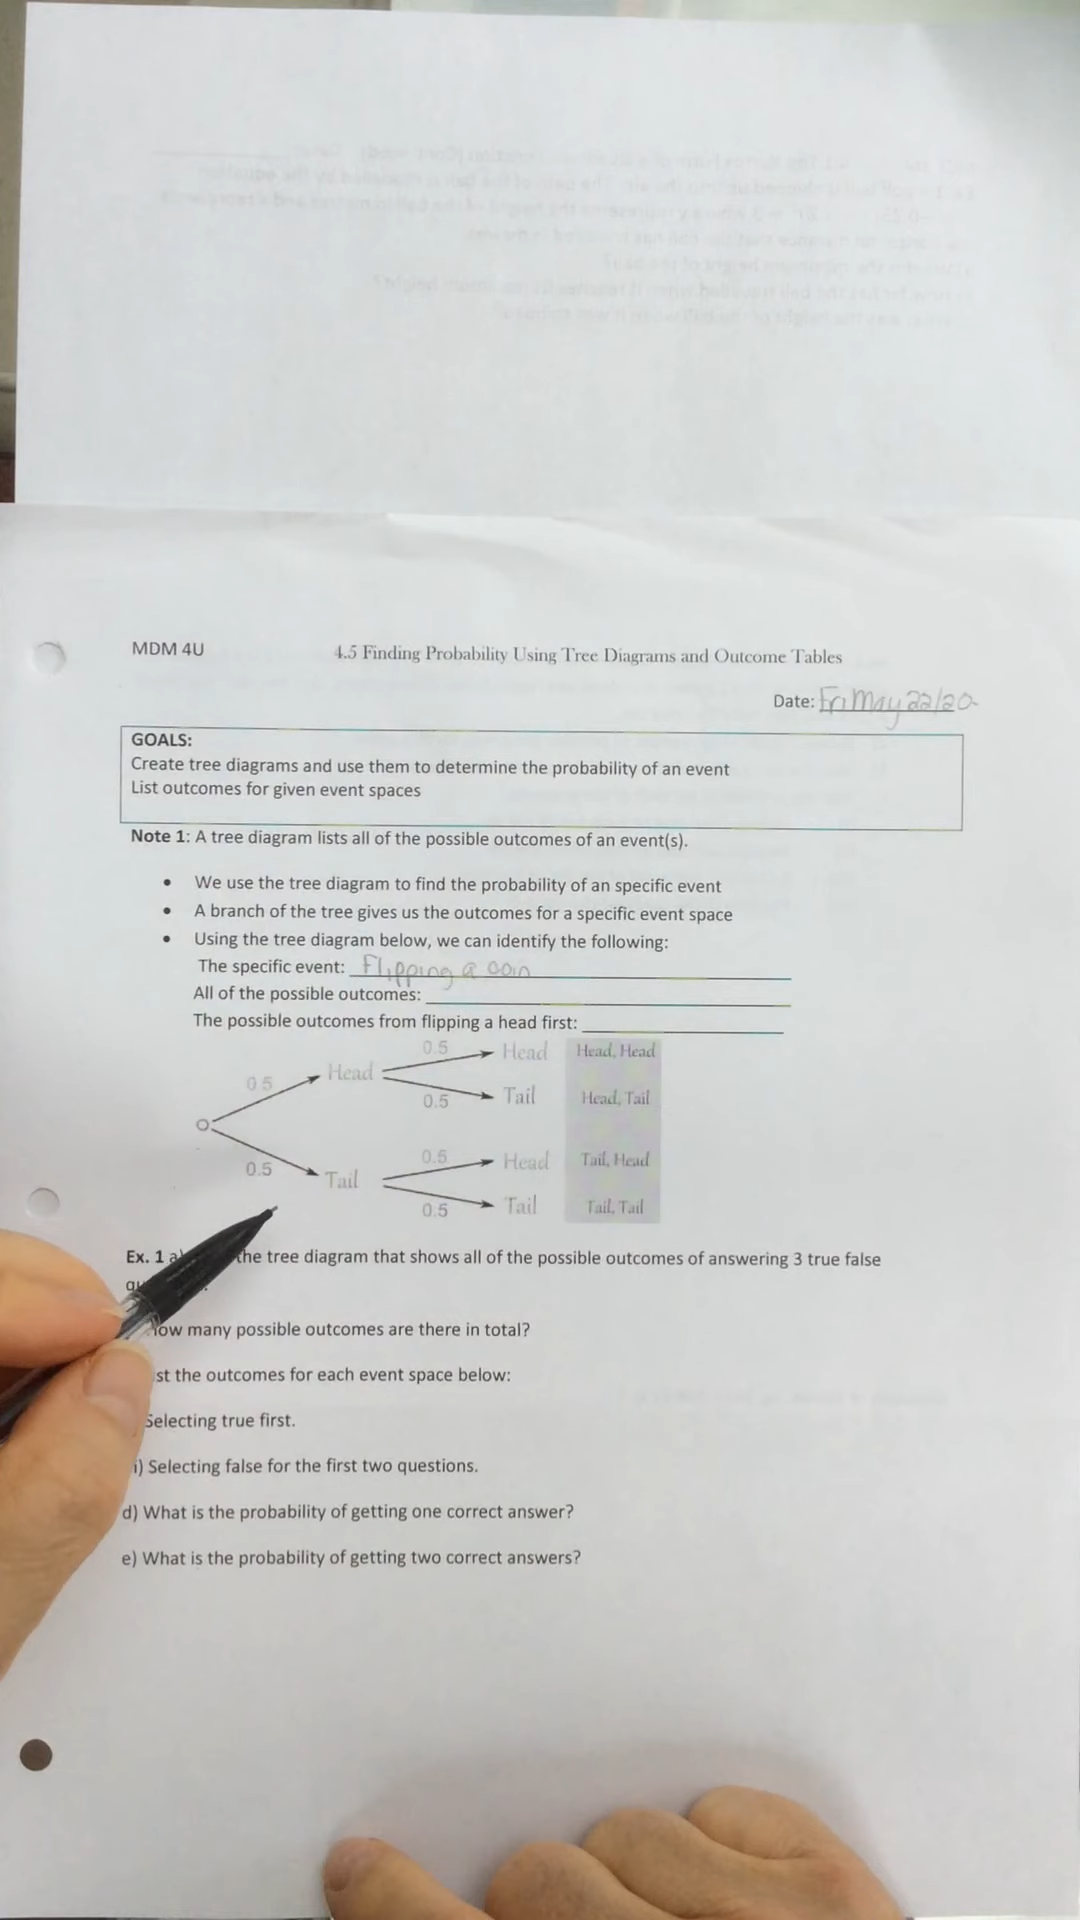 MDM 4U 4.5 Finding Probability Using Tree Diagrams and Outcome Tables
Date: Fri May 22/20
GOALS:
Create tree diagrams and use them to determine the probability of an event
List outcomes for given event spaces
Note 1: A tree diagram lists all of the possible outcomes of an event(s).
• We use the tree diagram to find the probability of an specific event
• A branch of the tree gives us the outcomes for a specific event space
• Using the tree diagram below, we can identify the following:
The specific event: Flipping a coin
All of the possible outcomes:
The possible outcomes from flipping a head first:
0.5 Head Head, Head
0.5 Head
0.5 Tail Head, Tail
0.5 Tail
0.5 Head Tail, Head
0.5 Tail Tail, Tail
Ex. 1 the tree diagram that shows all of the possible outcomes of answering 3 true false
ow many possible outcomes are there in total?
st the outcomes for each event space below:
Selecting true first.
i) Selecting false for the first two questions.
d) What is the probability of getting one correct answer?
e) What is the probability of getting two correct answers?